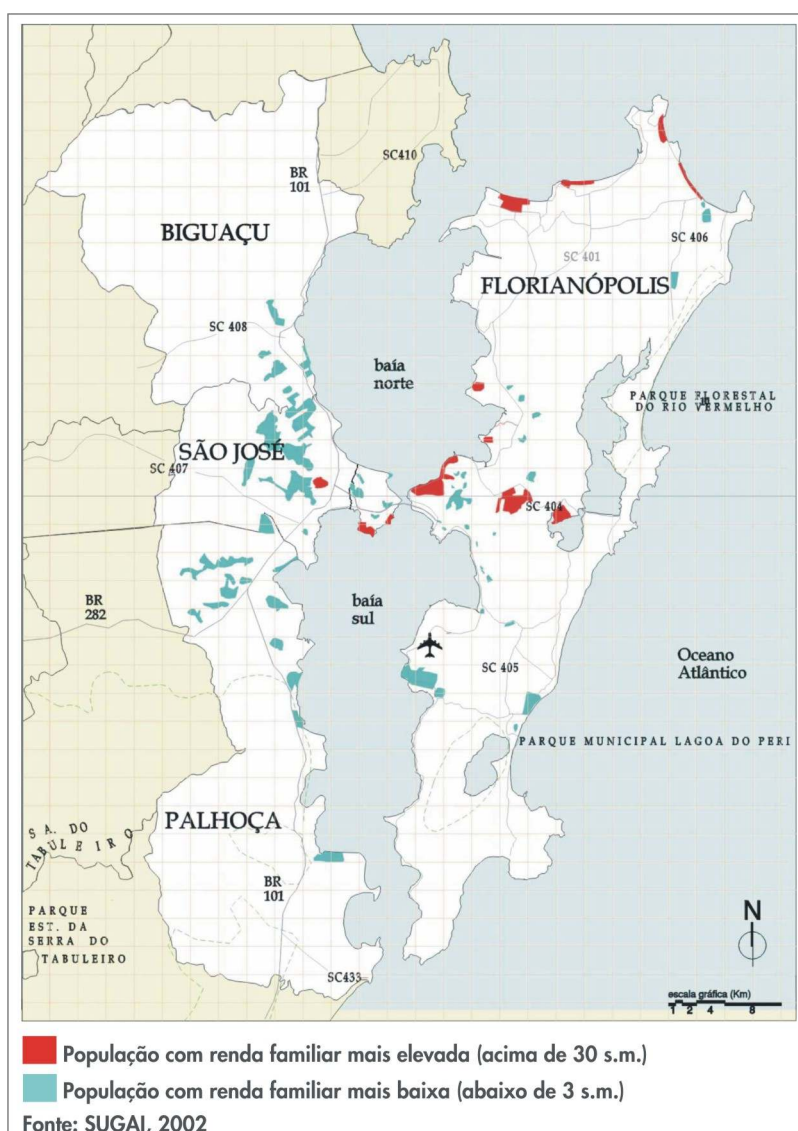 SC410
BR
101
BIGUAÇU
SC 406
SC 401
FLORIANÓPOLIS
SC 408
baía
norte
PARQUE FLORESTAL
DO RIO VERMELHO
SÃO JOSÉ
SC 407
SC 404
BR
282
baía
sul
SC 405
Oceano
Atlântico
PARQUE MUNICIPAL LAGOA DO PERI
PALHOÇA
S A. DO
TABULEIRO
BR
101
PARQUE
EST. DA
SERRA DO
TABULEIRO
N
SC433
escala gráfica (Km)
1 2 4 8
População com renda familiar mais elevada (acima de 30 s.m.)
População com renda familiar mais baixa (abaixo de 3 s.m.)
Fonte: SUGAI, 2002